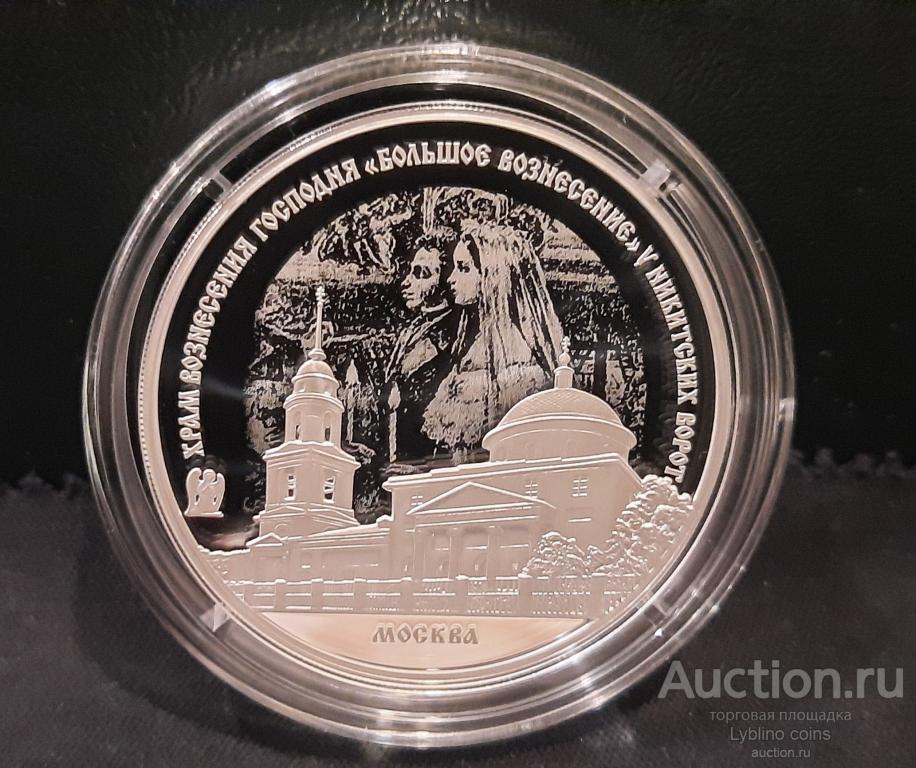 ХРАМ ВОЗНЕСЕНИЯ ГОСПОДНЯ «БОЛЬШОЕ ВОЗНЕСЕНИЕ» У НИКИТСКИХ ВОРОТ
МОСКВА
Auction.ru
торговая площадка
Lyblino coins
auction.ru